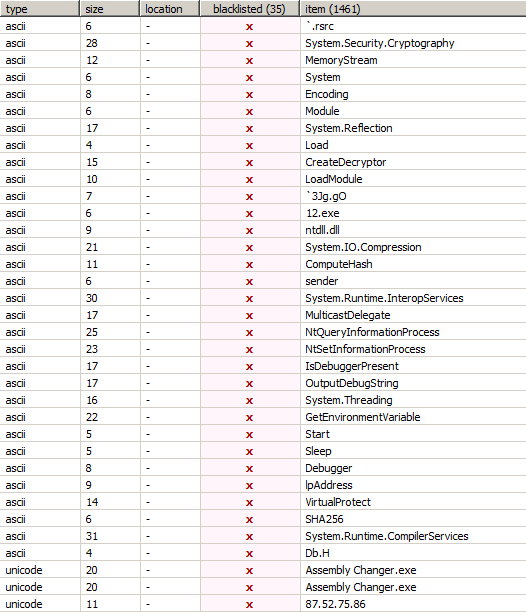 type size location blacklisted (35) item (1461)
ascii 6 - x `.rsrc
ascii 28 - x System.Security.Cryptography
ascii 12 - x MemoryStream
ascii 6 - x System
ascii 8 - x Encoding
ascii 6 - x Module
ascii 17 - x System.Reflection
ascii 4 - x Load
ascii 15 - x CreateDecryptor
ascii 10 - x LoadModule
ascii 7 - x `3Jg.gO
ascii 6 - x 12.exe
ascii 9 - x ntdll.dll
ascii 21 - x System.IO.Compression
ascii 11 - x ComputeHash
ascii 6 - x sender
ascii 30 - x System.Runtime.InteropServices
ascii 17 - x MulticastDelegate
ascii 25 - x NtQueryInformationProcess
ascii 23 - x NtSetInformationProcess
ascii 17 - x IsDebuggerPresent
ascii 17 - x OutputDebugString
ascii 16 - x System.Threading
ascii 22 - x GetEnvironmentVariable
ascii 5 - x Start
ascii 5 - x Sleep
ascii 8 - x Debugger
ascii 9 - x lpAddress
ascii 14 - x VirtualProtect
ascii 6 - x SHA256
ascii 31 - x System.Runtime.CompilerServices
ascii 4 - x Db.H
unicode 20 - x Assembly Changer.exe
unicode 20 - x Assembly Changer.exe
unicode 11 - x 87.52.75.86